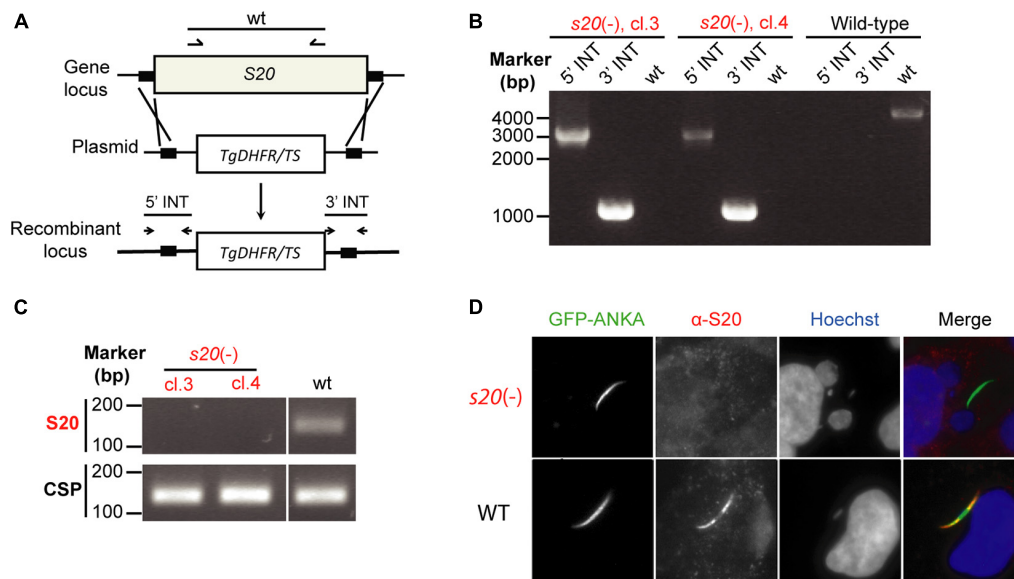 A
wt
Gene
locus
S20
Plasmid
TgDHFR/TS
5’ INT
3’ INT
Recombinant
locus
TgDHFR/TS
B
s20(-), cl.3
s20(-), cl.4
Wild-type
Marker
(bp)
5’ INT
3’ INT
wt
5’ INT
3’ INT
wt
5’ INT
3’ INT
wt
4000
3000
2000
1000
C
Marker
(bp)
s20(-)
cl.3
cl.4
wt
S20
200
100
CSP
200
100
D
GFP-ANKA
α-S20
Hoechst
Merge
s20(-)
WT